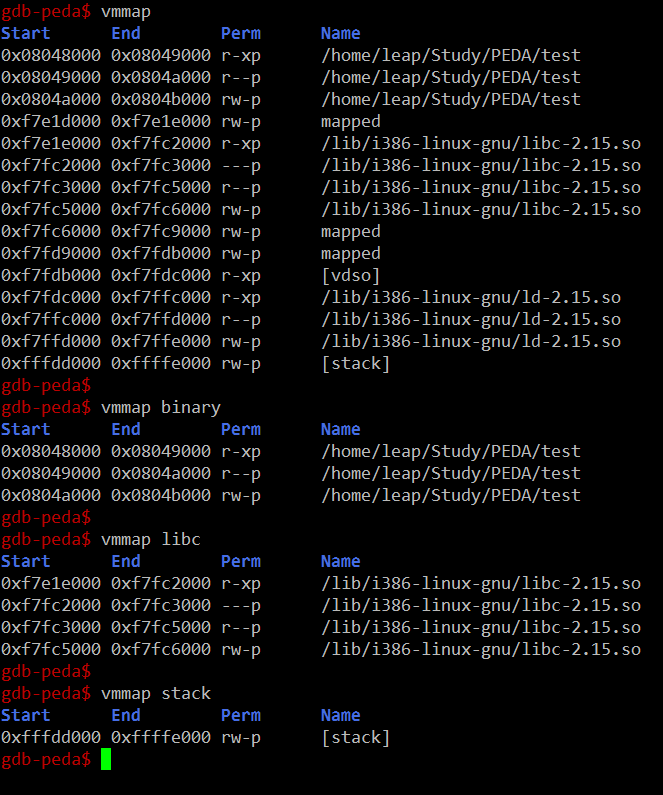 gdb-peda$ vmmap
Start      End        Perm      Name
0x08048000 0x08049000 r-xp      /home/leap/Study/PEDA/test
0x08049000 0x0804a000 r--p      /home/leap/Study/PEDA/test
0x0804a000 0x0804b000 rw-p      /home/leap/Study/PEDA/test
0xf7e1d000 0xf7e1e000 rw-p      mapped
0xf7e1e000 0xf7fc2000 r-xp      /lib/i386-linux-gnu/libc-2.15.so
0xf7fc2000 0xf7fc3000 ---p      /lib/i386-linux-gnu/libc-2.15.so
0xf7fc3000 0xf7fc5000 r--p      /lib/i386-linux-gnu/libc-2.15.so
0xf7fc5000 0xf7fc6000 rw-p      /lib/i386-linux-gnu/libc-2.15.so
0xf7fc6000 0xf7fc9000 rw-p      mapped
0xf7fd9000 0xf7fdb000 rw-p      mapped
0xf7fdb000 0xf7fdc000 r-xp      [vdso]
0xf7fdc000 0xf7ffc000 r-xp      /lib/i386-linux-gnu/ld-2.15.so
0xf7ffc000 0xf7ffd000 r--p      /lib/i386-linux-gnu/ld-2.15.so
0xf7ffd000 0xf7ffe000 rw-p      /lib/i386-linux-gnu/ld-2.15.so
0xfffdd000 0xffffe000 rw-p      [stack]
gdb-peda$
gdb-peda$ vmmap binary
Start      End        Perm      Name
0x08048000 0x08049000 r-xp      /home/leap/Study/PEDA/test
0x08049000 0x0804a000 r--p      /home/leap/Study/PEDA/test
0x0804a000 0x0804b000 rw-p      /home/leap/Study/PEDA/test
gdb-peda$
gdb-peda$ vmmap libc
Start      End        Perm      Name
0xf7e1e000 0xf7fc2000 r-xp      /lib/i386-linux-gnu/libc-2.15.so
0xf7fc2000 0xf7fc3000 ---p      /lib/i386-linux-gnu/libc-2.15.so
0xf7fc3000 0xf7fc5000 r--p      /lib/i386-linux-gnu/libc-2.15.so
0xf7fc5000 0xf7fc6000 rw-p      /lib/i386-linux-gnu/libc-2.15.so
gdb-peda$
gdb-peda$ vmmap stack
Start      End        Perm      Name
0xfffdd000 0xffffe000 rw-p      [stack]
gdb-peda$